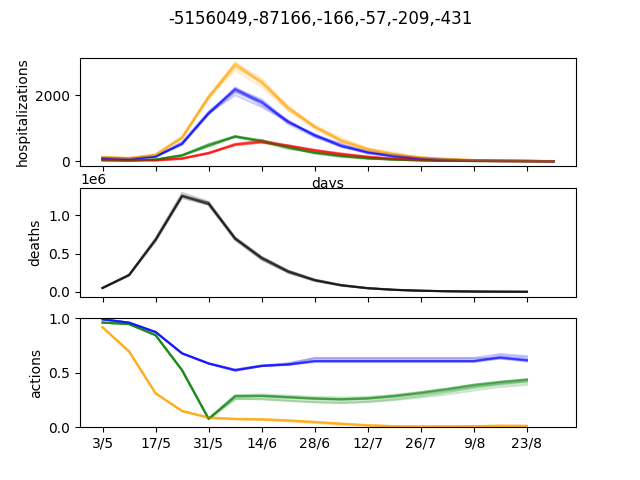 -5156049,-87166,-166,-57,-209,-431
hospitalizations
2000
0
days
1e6
deaths
1.0
0.5
0.0
actions
1.0
0.5
0.0
3/5 17/5 31/5 14/6 28/6 12/7 26/7 9/8 23/8